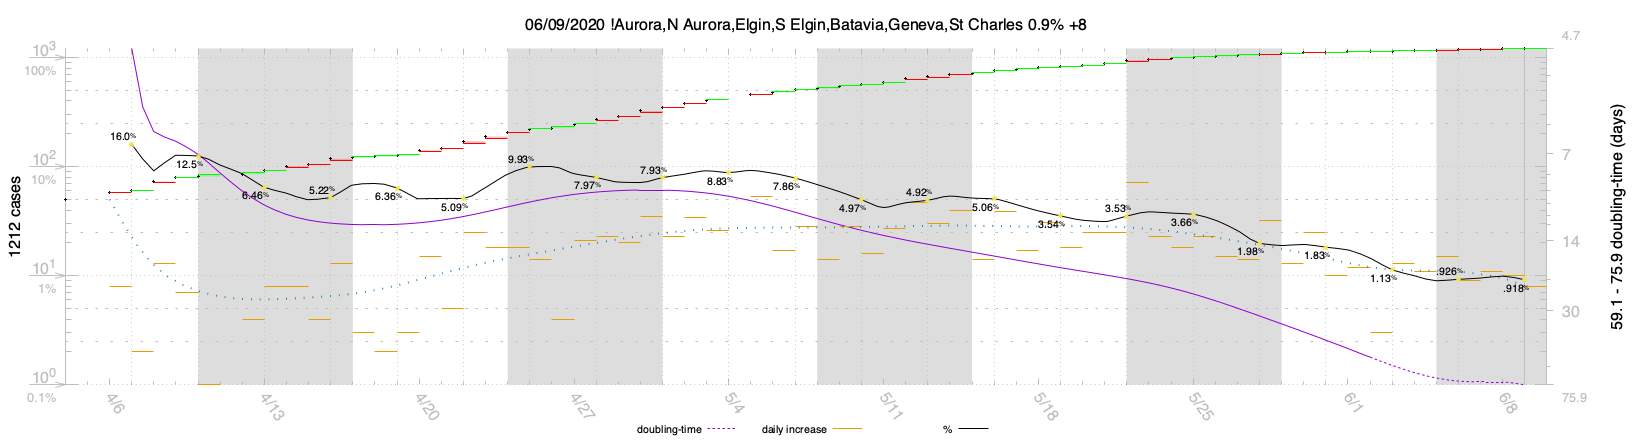 06/09/2020 !Aurora,N Aurora,Elgin,S Elgin,Batavia,Geneva,St Charles 0.9% +8
10³ 4.7
100%
16.0%
12.5% 9.93% 7.93% 7
10² 6.46% 5.22% 6.36% 5.09% 7.97% 8.83% 7.86% 4.97% 4.92% 5.06%
10%
3.54% 3.53% 3.66% 14
1.98% 1.83%
10¹ 1.13% .926% .918%
1% 30
10⁰
0.1% 75.9
1212 cases
59.1 - 75.9 doubling-time (days)
4/6 4/13 4/20 4/27 5/4 5/11 5/18 5/25 6/1 6/8
doubling-time daily increase %